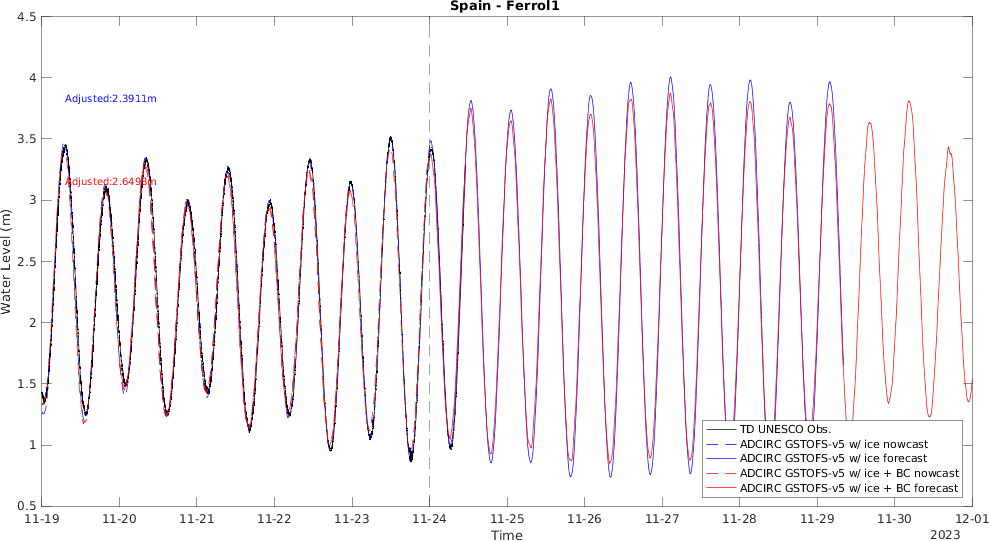 Spain - Ferrol1
4.5
4
3.5
3
2.5
2
1.5
1
0.5
Water Level (m)
Adjusted:2.3911m
Adjusted:2.6493m
TD UNESCO Obs.
ADCIRC GSTOFS-v5 w/ ice nowcast
ADCIRC GSTOFS-v5 w/ ice forecast
ADCIRC GSTOFS-v5 w/ ice + BC nowcast
ADCIRC GSTOFS-v5 w/ ice + BC forecast
11-19 11-20 11-21 11-22 11-23 11-24 11-25 11-26 11-27 11-28 11-29 11-30 12-01
Time
2023